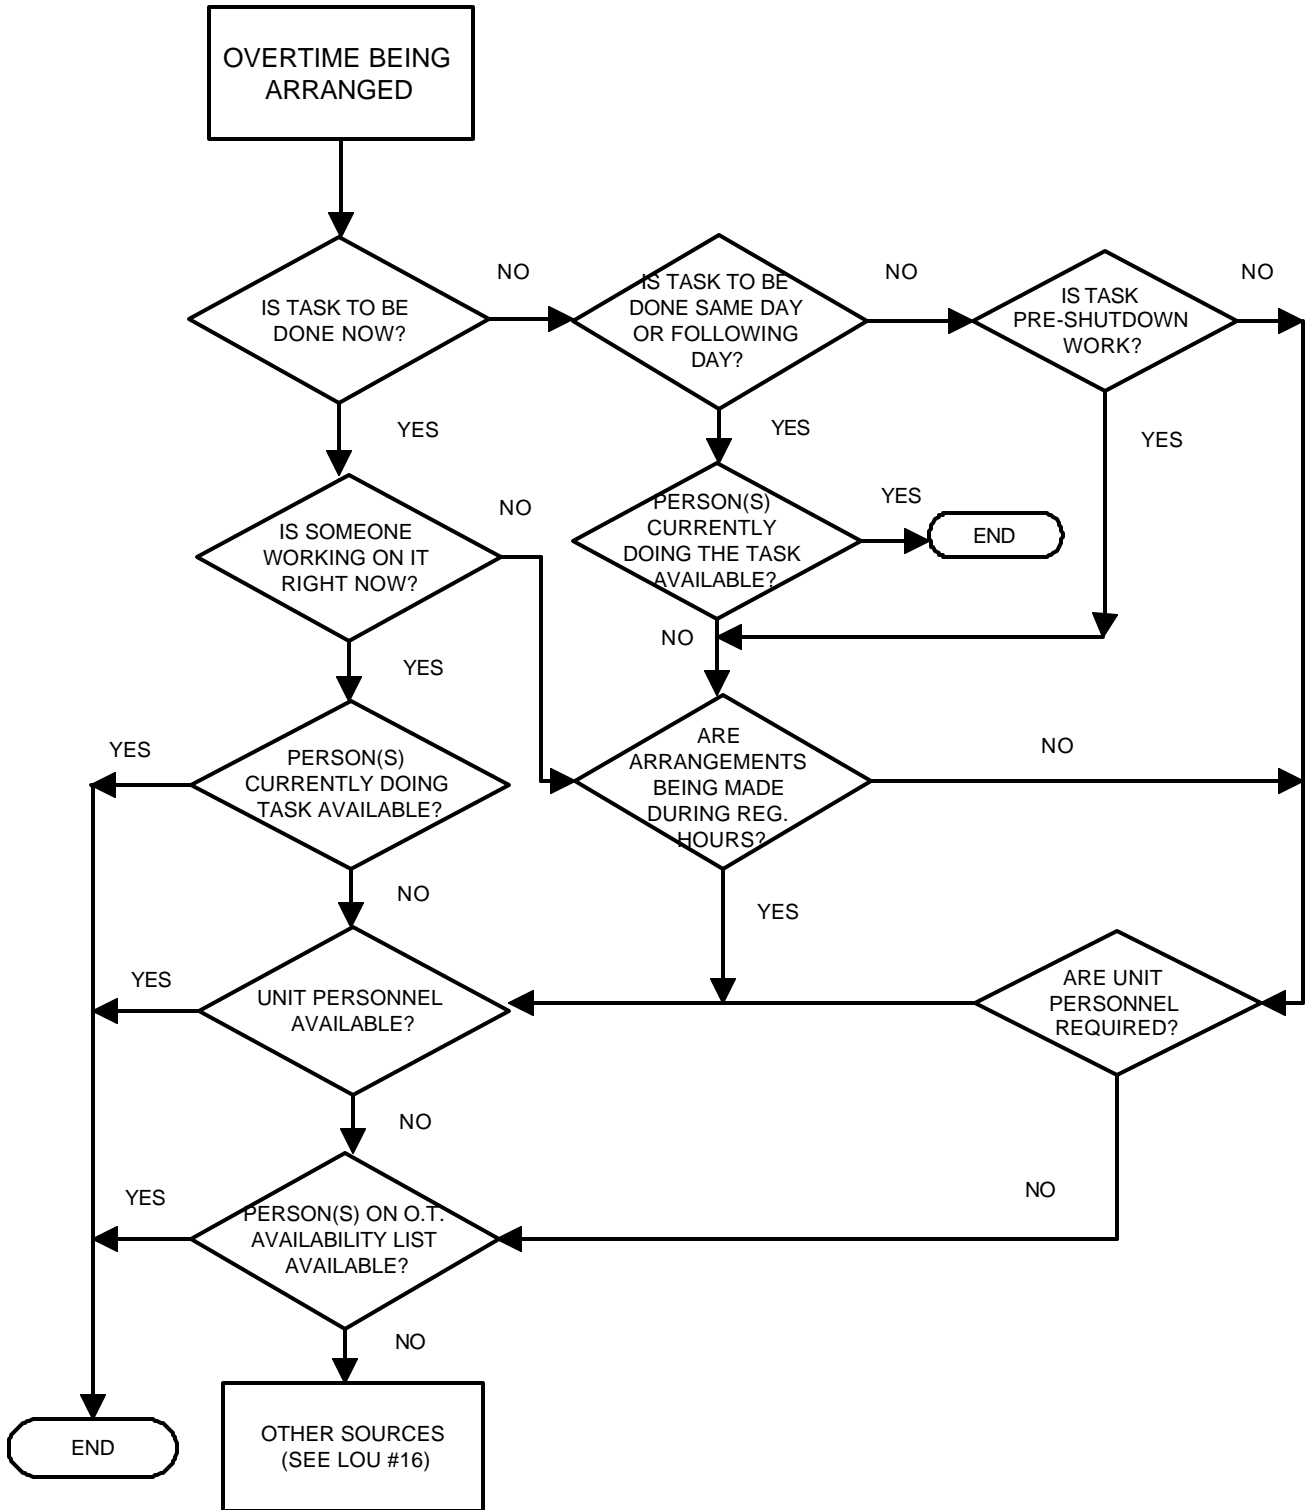 OVERTIME BEING
ARRANGED
IS TASK TO BE
DONE NOW?
NO
IS TASK TO BE
DONE SAME DAY
OR FOLLOWING
DAY?
NO
IS TASK
PRE-SHUTDOWN
WORK?
NO
YES
YES
YES
IS SOMEONE
WORKING ON IT
RIGHT NOW?
NO
PERSON(S)
CURRENTLY
DOING THE TASK
AVAILABLE?
YES
END
NO
YES
PERSON(S)
CURRENTLY DOING
TASK AVAILABLE?
YES
ARE
ARRANGEMENTS
BEING MADE
DURING REG.
HOURS?
NO
NO
YES
UNIT PERSONNEL
AVAILABLE?
YES
ARE UNIT
PERSONNEL
REQUIRED?
NO
NO
PERSON(S) ON O.T.
AVAILABILITY LIST
AVAILABLE?
YES
NO
OTHER SOURCES
(SEE LOU #16)
END